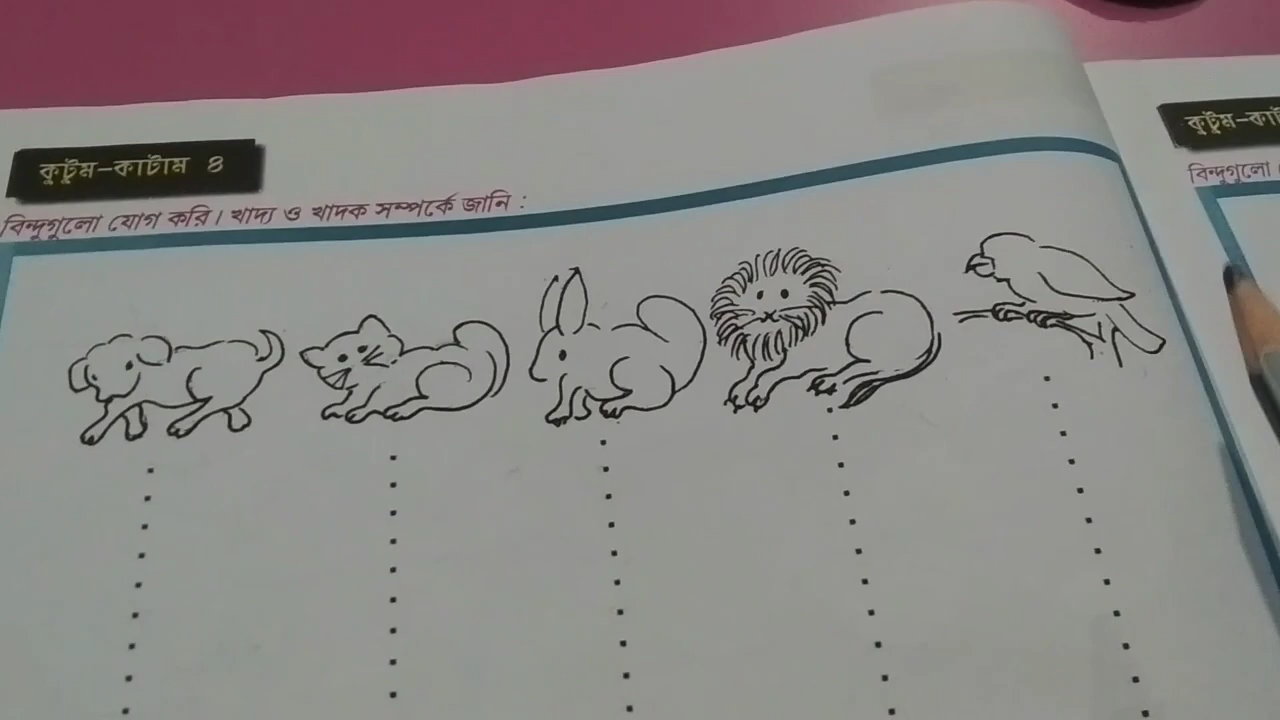 কুটুম-কাটাম ৪
বিন্দুগুলো যোগ করি। খাদ্য ও খাদক সম্পর্কে জানি :
বিন্দুগুলো